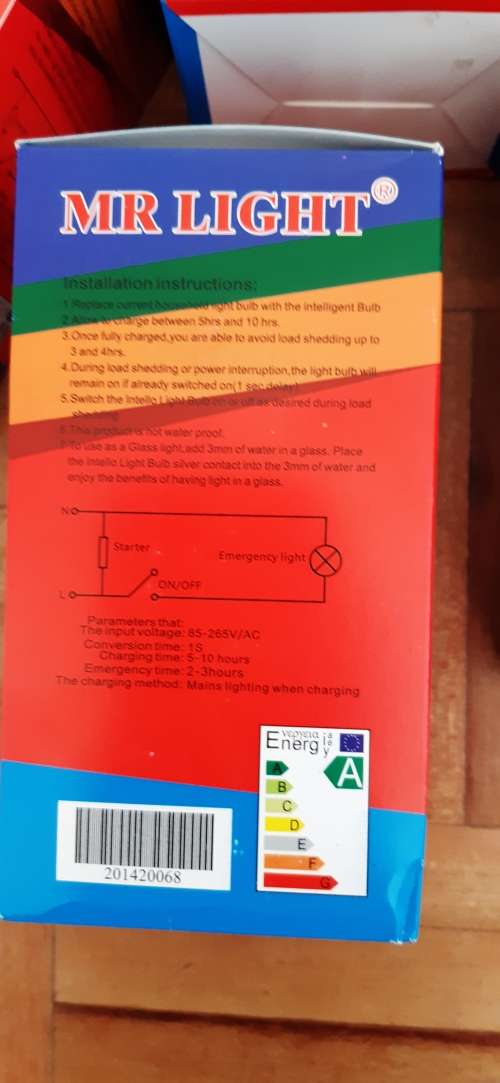 MR LIGHT®
Installation instructions:
1.Replace current household light bulb with the intelligent Bulb
2.Allow to charge between 5hrs and 10 hrs.
3.Once fully charged,you are able to avoid load shedding up to
3 and 4hrs.
4.During load shedding or power interruption,the light bulb will
remain on if already switched on(1 sec delay)
5.Switch the Intello Light Bulb on or off as desired during load
shedding
6.This product is not water proof.
7.To use as a Glass light,add 3mm of water in a glass. Place
the Intello Light Bulb silver contact into the 3mm of water and
enjoy the benefits of having light in a glass.
N
Starter
Emergency light
ON/OFF
L
Parameters that:
The input voltage: 85-265V/AC
Conversion time: 1S
Charging time: 5-10 hours
Emergency time: 2-3hours
The charging method: Mains lighting when charging
Energ
νεργεια
ia
ie
y
A
A
B
C
D
E
F
G
201420068